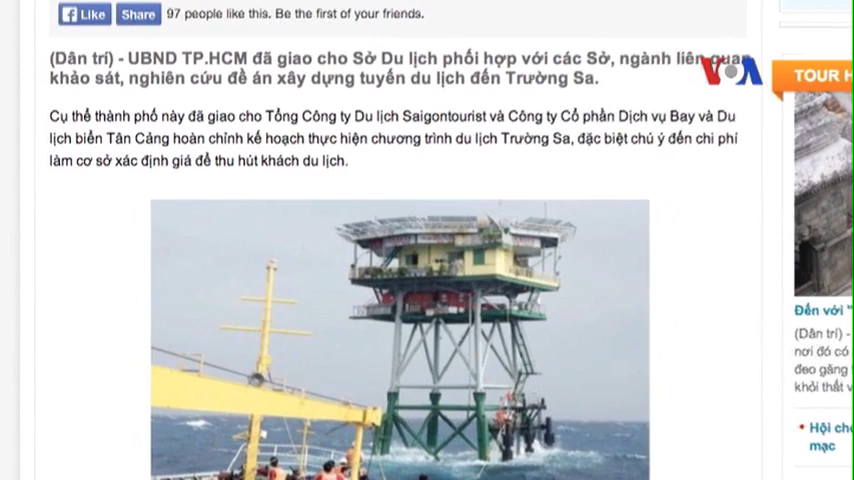 Like
Share
97 people like this. Be the first of your friends.
(Dân trí) - UBND TP.HCM đã giao cho Sở Du lịch phối hợp với các Sở, ngành liên quan
khảo sát, nghiên cứu đề án xây dựng tuyến du lịch đến Trường Sa.
VOA
Cụ thể thành phố này đã giao cho Tổng Công ty Du lịch Saigontourist và Công ty Cổ phần Dịch vụ Bay và Du
lịch biển Tân Cảng hoàn chỉnh kế hoạch thực hiện chương trình du lịch Trường Sa, đặc biệt chú ý đến chi phí
làm cơ sở xác định giá để thu hút khách du lịch.
TOUR H
Đến với "
(Dân trí) -
nơi đó có
đeo gông
khỏi thất v
• Hội chợ
mạc